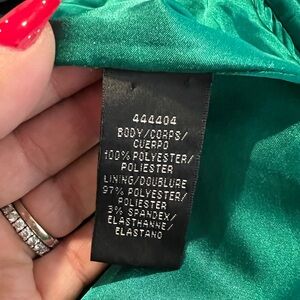 444404
BODY/CORPS/
CUERPO
100% POLYESTER/
POLIESTER
LINING/DOUBLURE
97% POLYESTER/
POLIESTER
3% SPANDEX/
ELASTHANNE/
ELASTANO